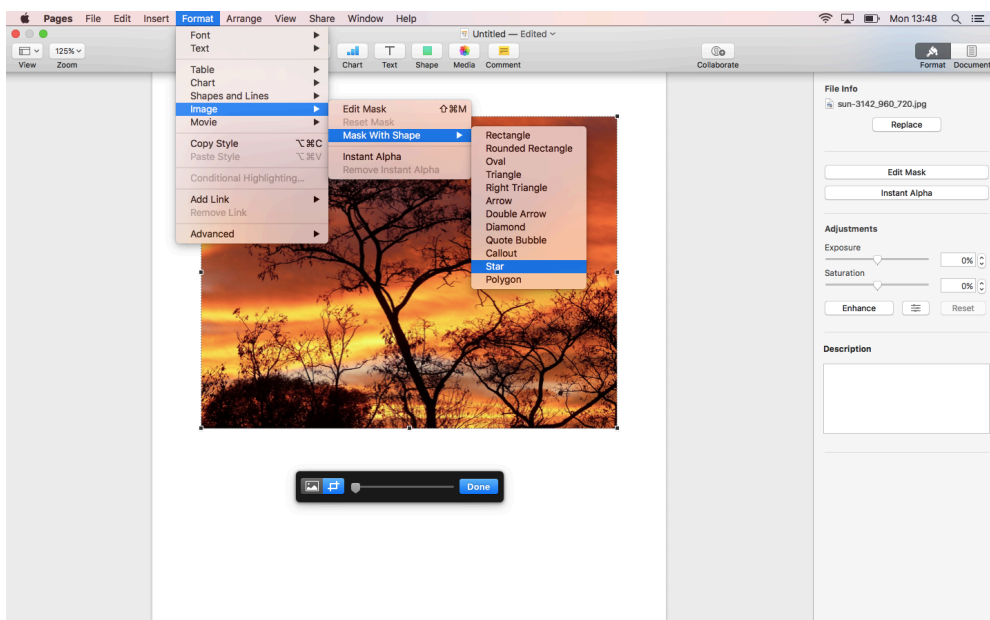 Pages File Edit Insert Format Arrange View Share Window Help Mon 13:48
Untitled — Edited
125%
View Zoom Chart Text Shape Media Comment Collaborate Format Document
Font
Text
Table
Chart
Shapes and Lines
Image
Movie
Copy Style ⌥⌘C
Paste Style ⌥⌘V
Conditional Highlighting...
Add Link
Remove Link
Advanced
Edit Mask ⇧⌘M
Reset Mask
Mask With Shape
Instant Alpha
Remove Instant Alpha
Rectangle
Rounded Rectangle
Oval
Triangle
Right Triangle
Arrow
Double Arrow
Diamond
Quote Bubble
Callout
Star
Polygon
Done
File Info
sun-3142_960_720.jpg
Replace
Edit Mask
Instant Alpha
Adjustments
Exposure
0%
Saturation
0%
Enhance Reset
Description